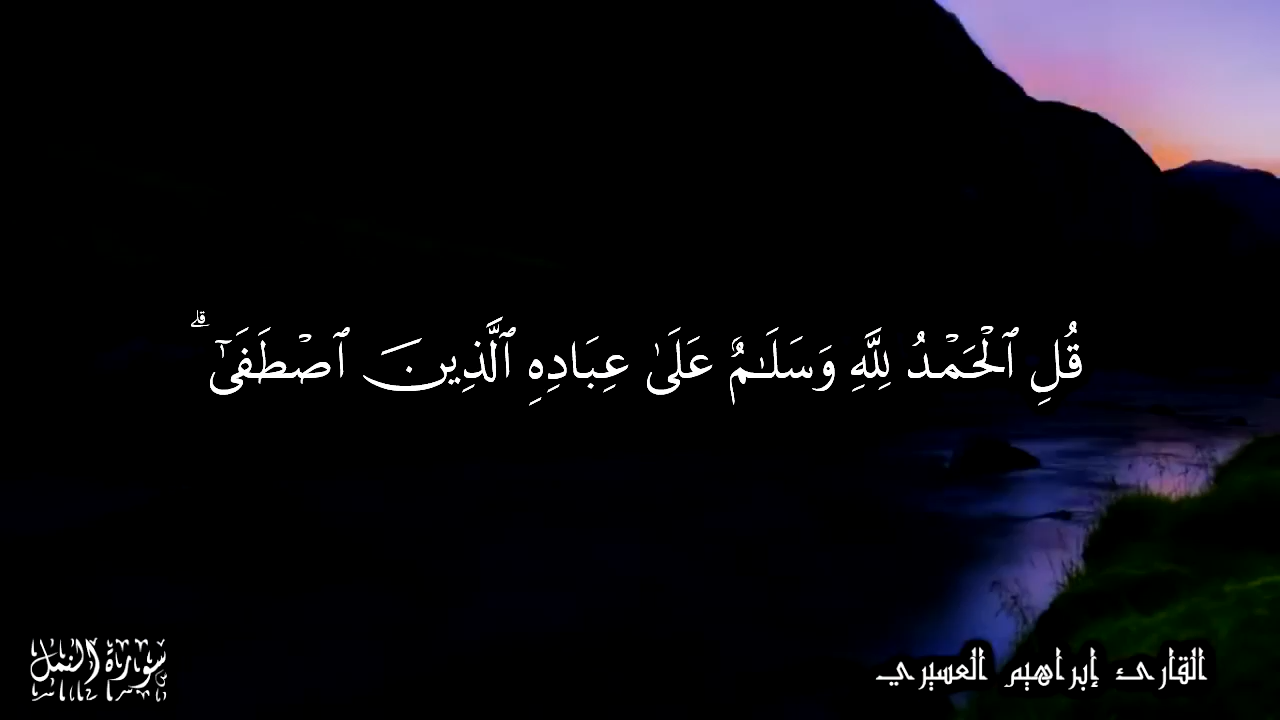 قُلِ ٱلْحَمْدُ لِلَّهِ وَسَلَـٰمٌ عَلَىٰ عِبَادِهِ ٱلَّذِينَ ٱصْطَفَىٰٓ ۗ
سورة النمل
القارئ إبراهيم العسيري